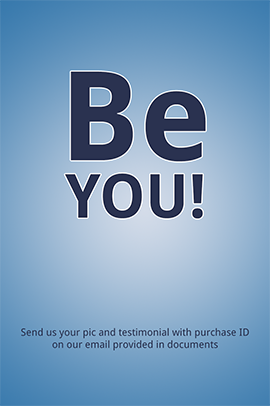 Be
YOU!
Send us your pic and testimonial with purchase ID
on our email provided in documents